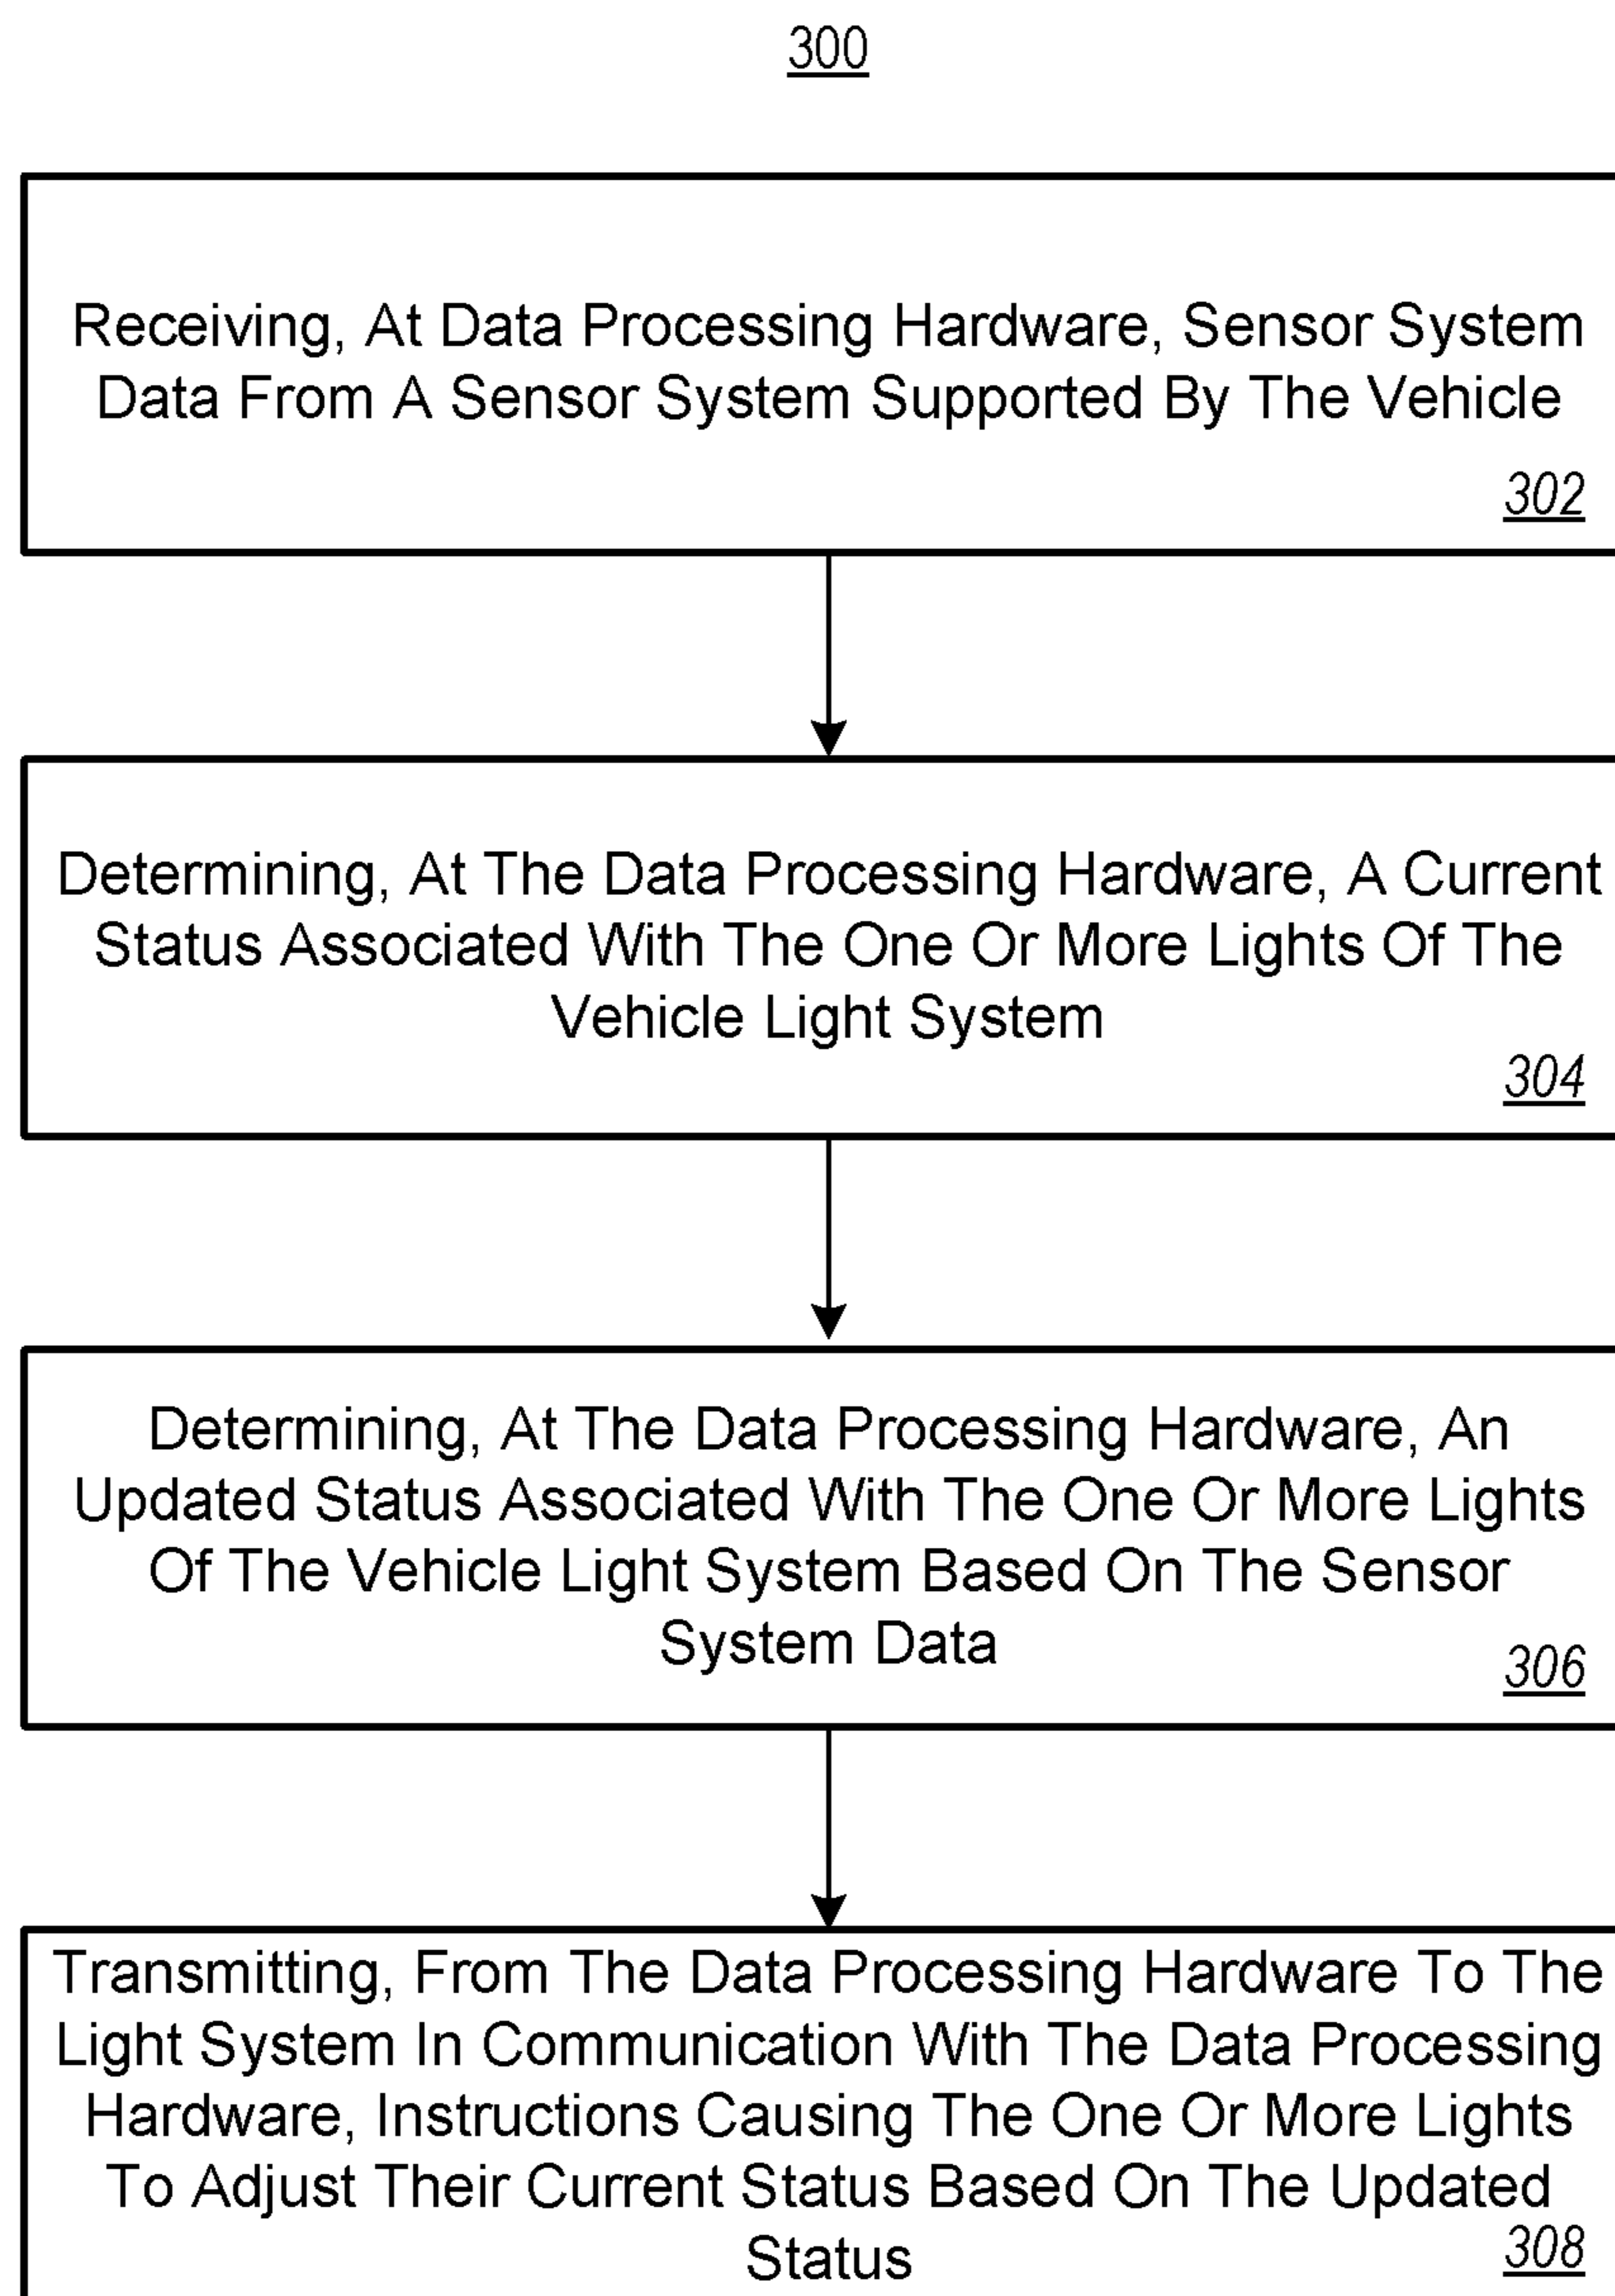 300
Receiving, At Data Processing Hardware, Sensor System
Data From A Sensor System Supported By The Vehicle
302
Determining, At The Data Processing Hardware, A Current
Status Associated With The One Or More Lights Of The
Vehicle Light System
304
Determining, At The Data Processing Hardware, An
Updated Status Associated With The One Or More Lights
Of The Vehicle Light System Based On The Sensor
System Data
306
Transmitting, From The Data Processing Hardware To The
Light System In Communication With The Data Processing
Hardware, Instructions Causing The One Or More Lights
To Adjust Their Current Status Based On The Updated
Status
308